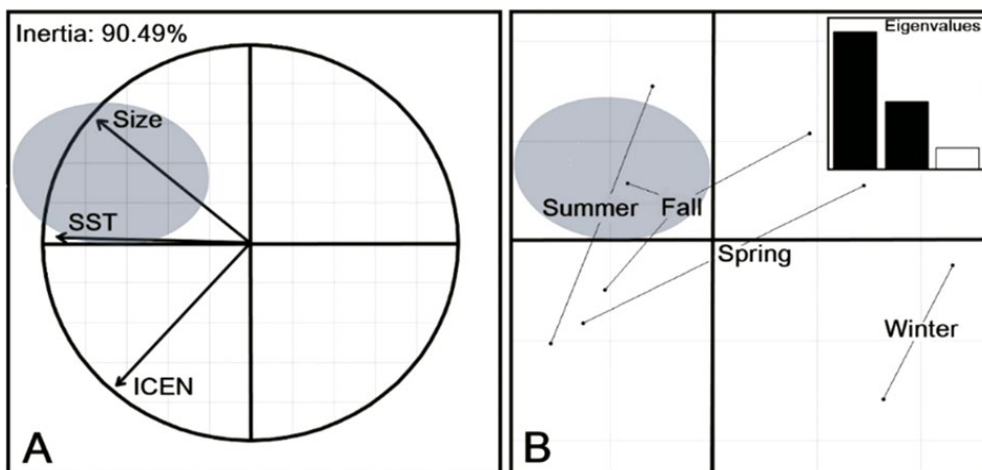 Inertia: 90.49%
Size
SST
ICEN
A
Eigenvalues
Summer
Fall
Spring
Winter
B